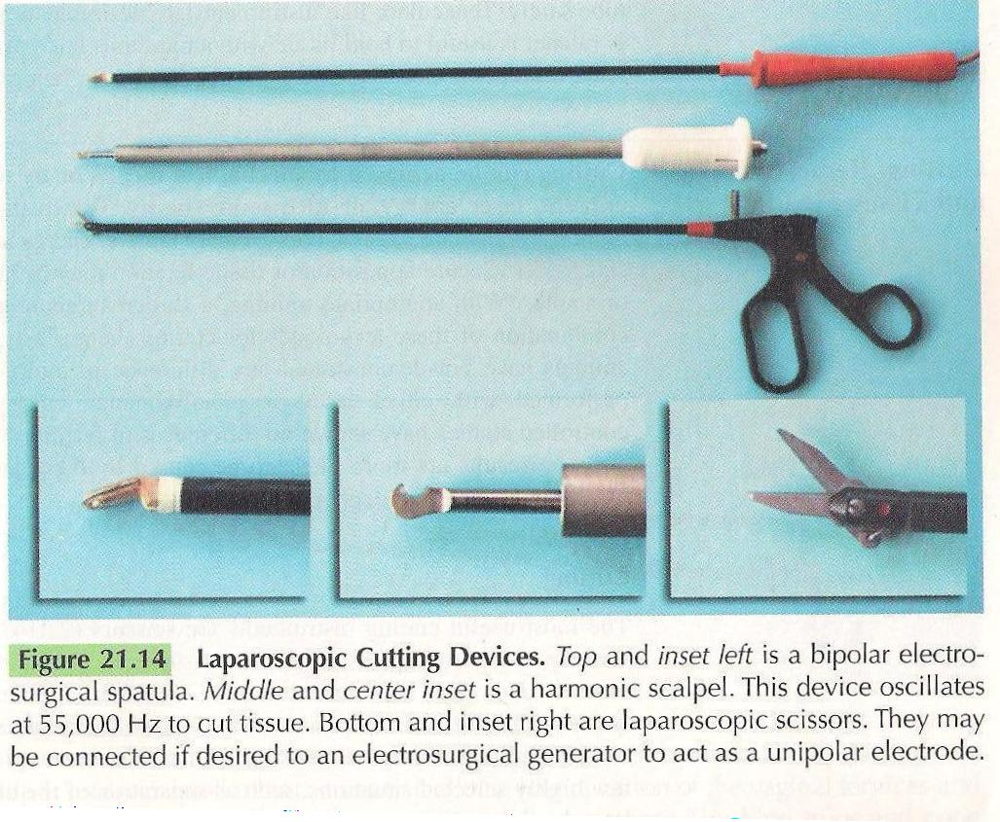 Figure 21.14 Laparoscopic Cutting Devices. Top and inset left is a bipolar electro-
surgical spatula. Middle and center inset is a harmonic scalpel. This device oscillates
at 55,000 Hz to cut tissue. Bottom and inset right are laparoscopic scissors. They may
be connected if desired to an electrosurgical generator to act as a unipolar electrode.